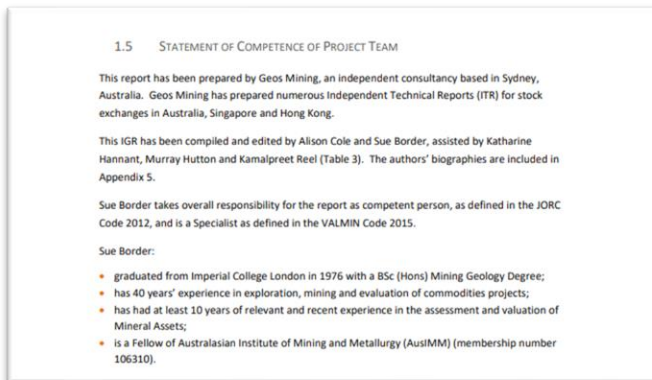 1.5 STATEMENT OF COMPETENCE OF PROJECT TEAM
This report has been prepared by Geos Mining, an independent consultancy based in Sydney,
Australia. Geos Mining has prepared numerous Independent Technical Reports (ITR) for stock
exchanges in Australia, Singapore and Hong Kong.
This IGR has been compiled and edited by Alison Cole and Sue Border, assisted by Katharine
Hannant, Murray Hutton and Kamalpreet Reel (Table 3). The authors' biographies are included in
Appendix 5.
Sue Border takes overall responsibility for the report as competent person, as defined in the JORC
Code 2012, and is a Specialist as defined in the VALMIN Code 2015.
Sue Border:
• graduated from Imperial College London in 1976 with a BSc (Hons) Mining Geology Degree;
• has 40 years' experience in exploration, mining and evaluation of commodities projects;
• has had at least 10 years of relevant and recent experience in the assessment and valuation of
Mineral Assets;
• is a Fellow of Australasian Institute of Mining and Metallurgy (AusIMM) (membership number
106310).